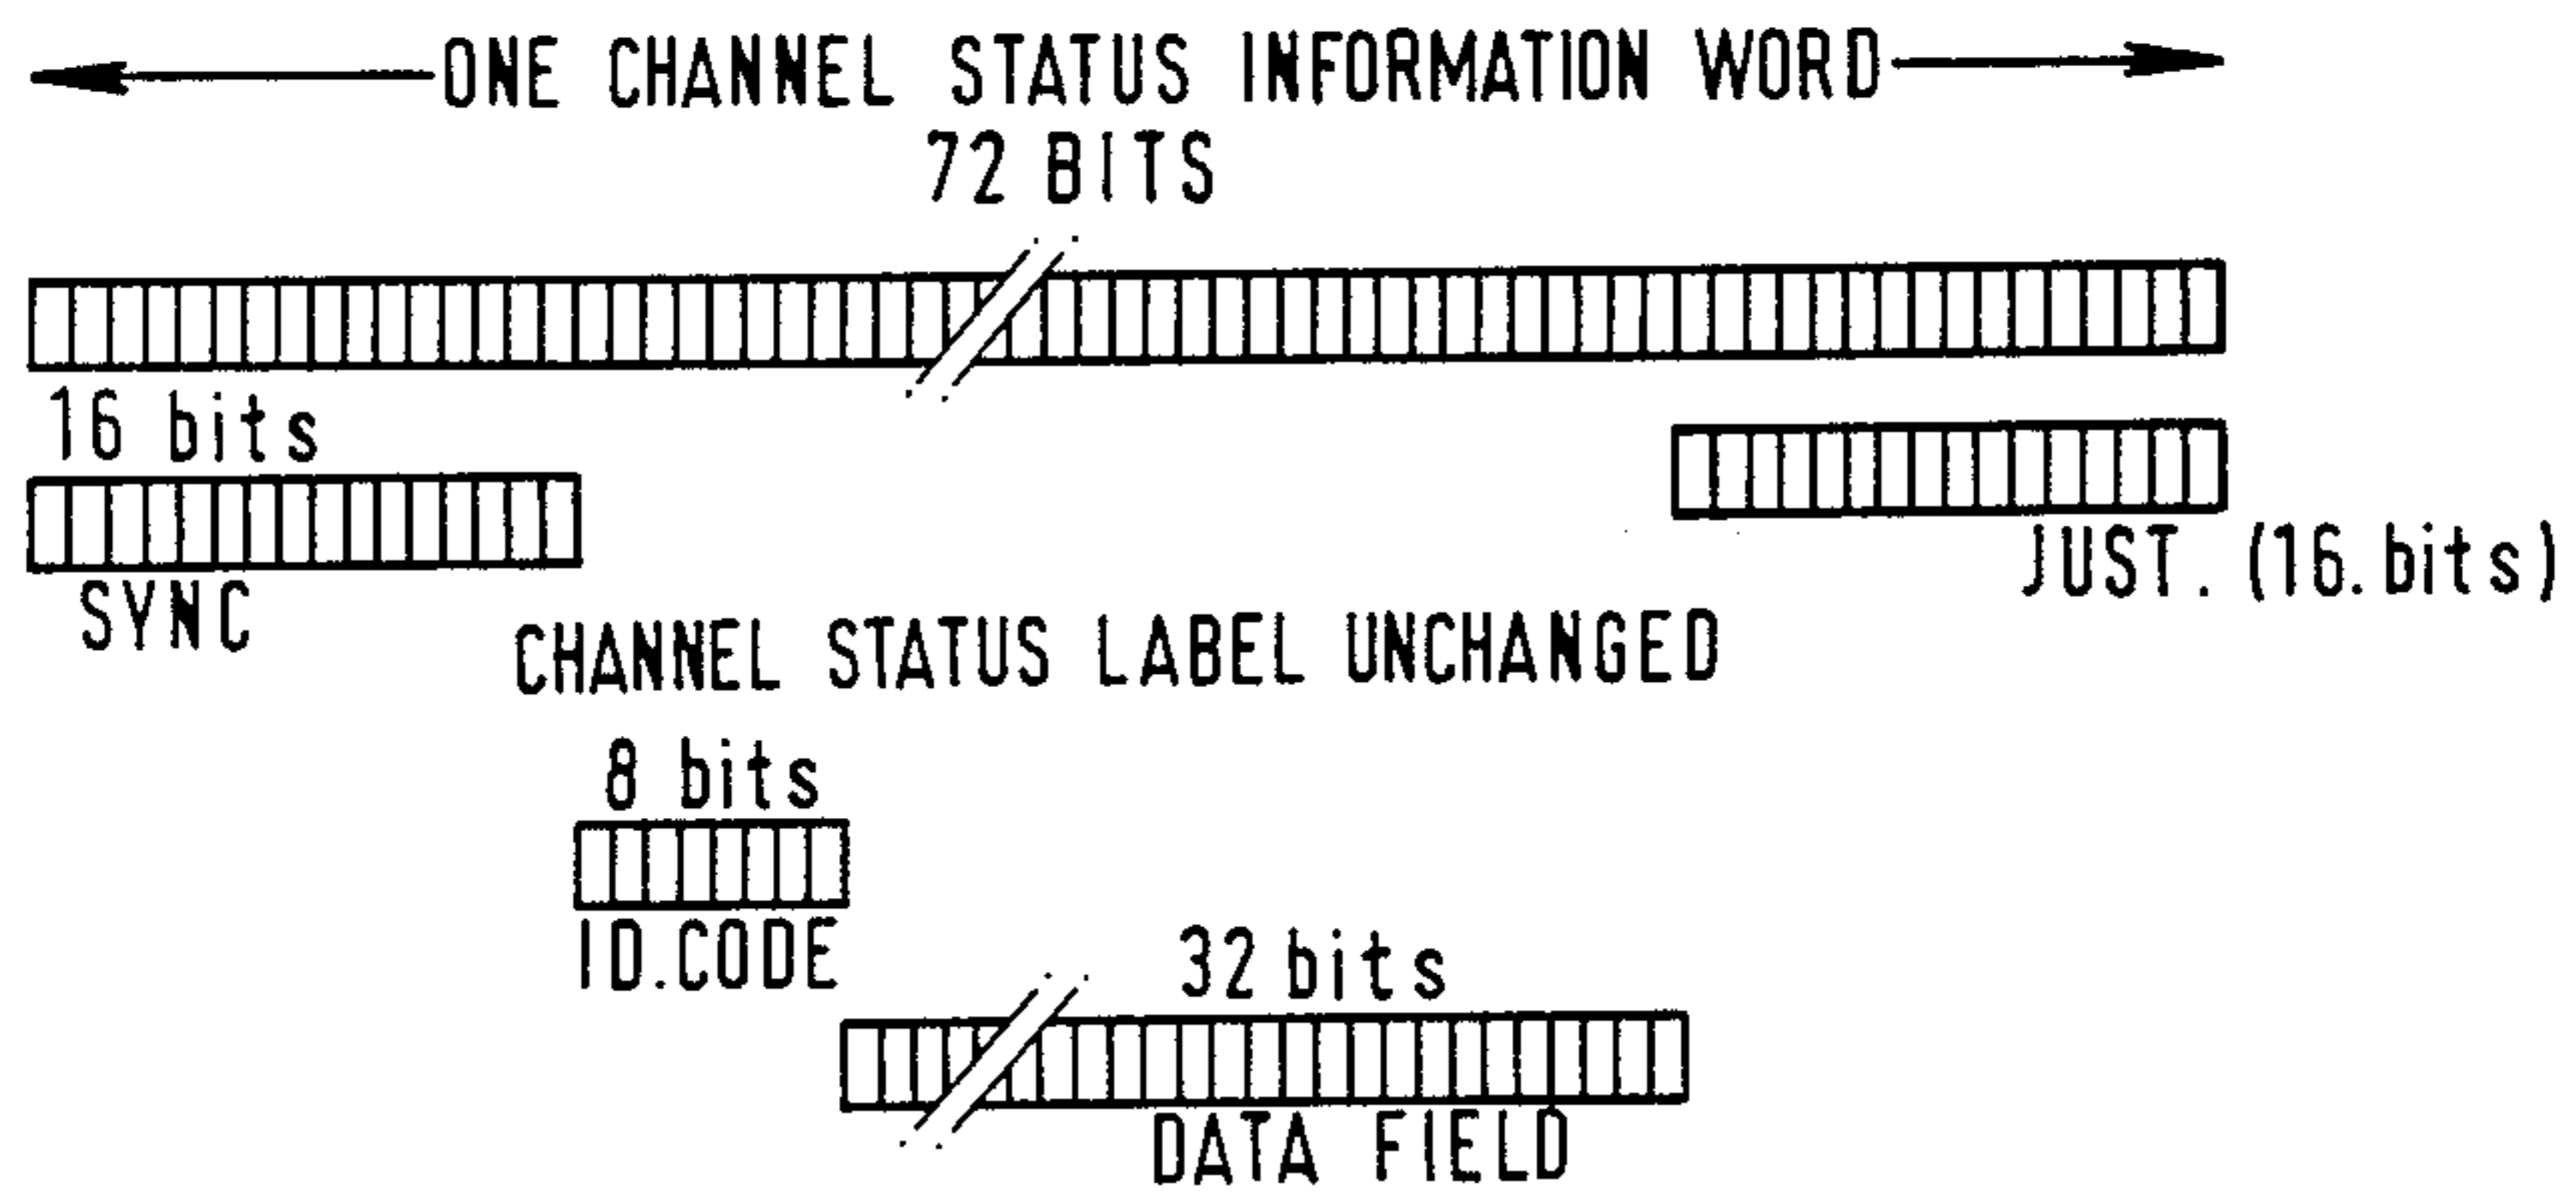 ONE CHANNEL STATUS INFORMATION WORD
72 BITS
16 bits
SYNC
JUST. (16.bits)
CHANNEL STATUS LABEL UNCHANGED
8 bits
ID.CODE
32 bits
DATA FIELD